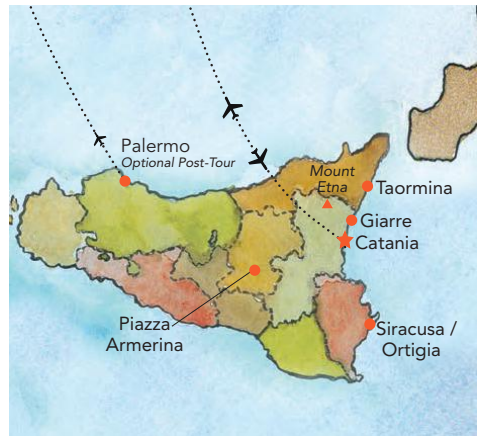 Palermo
Optional Post-Tour
Mount
Etna
Taormina
Giarre
Catania
Piazza
Armerina
Siracusa /
Ortigia